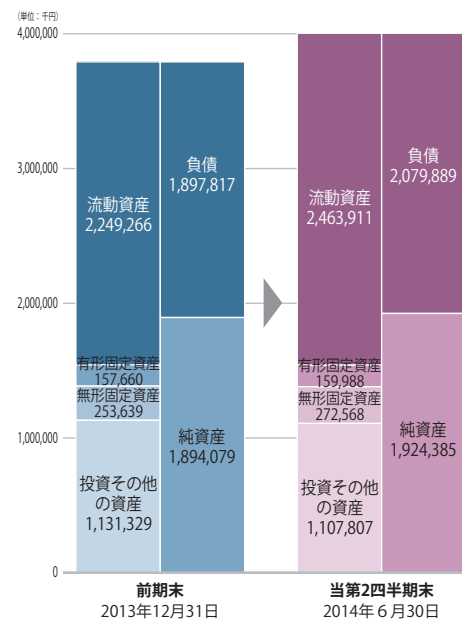 (単位:千円)
4,000,000
3,000,000
2,000,000
1,000,000
0
流動資産
2,249,266
有形固定資産
157,660
無形固定資産
253,639
投資その他
の資産
1,131,329
負債
1,897,817
純資産
1,894,079
前期末
2013年12月31日
流動資産
2,463,911
有形固定資産
159,988
無形固定資産
272,568
投資その他
の資産
1,107,807
負債
2,079,889
純資産
1,924,385
当第2四半期末
2014年6月30日